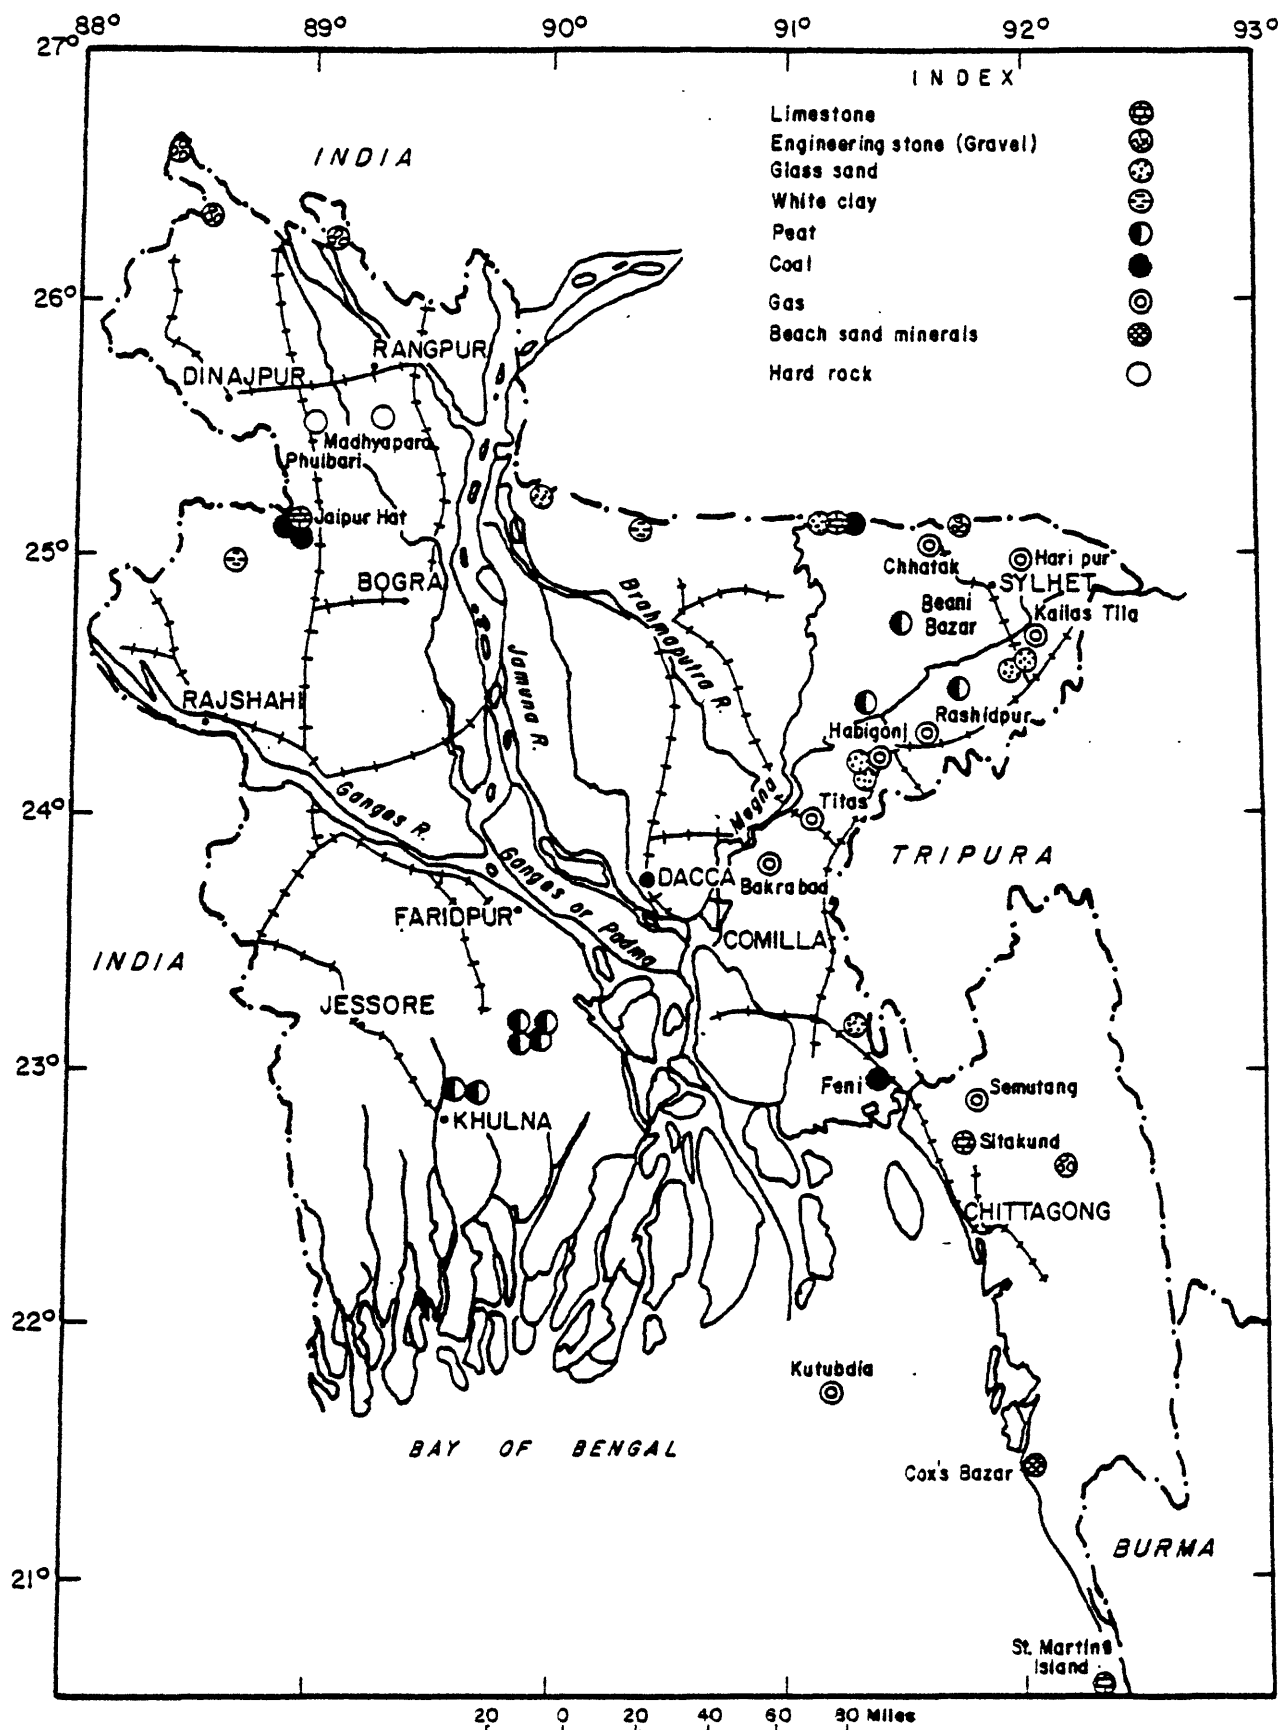 88° 89° 90° 91° 92° 93°
27°
INDEX
Limestone
Engineering stone (Gravel)
Glass sand
White clay
Peat
Coal
Gas
Beach sand minerals
Hard rock
INDIA
26°
RANGPUR
DINAJPUR
Madhyapara
Phulbari
Jaipur Hat
25°
Chhatak
Hari pur
SYLHET
BOGRA
Brahmaputra R.
Beani
Bazar
Kailas Tila
Jamuna R.
RAJSHAHI
Rashidpur
Habigonj
24°
Ganges R.
Megna
Titas
TRIPURA
Ganges or Padma
DACCA
Bakrabad
FARIDPUR
COMILLA
INDIA
JESSORE
23°
Feni
Semutang
KHULNA
Sitakund
CHITTAGONG
22°
Kutubdia
BAY OF BENGAL
Cox's Bazar
BURMA
21°
St. Martins
Island
20 0 20 40 60 80 Miles